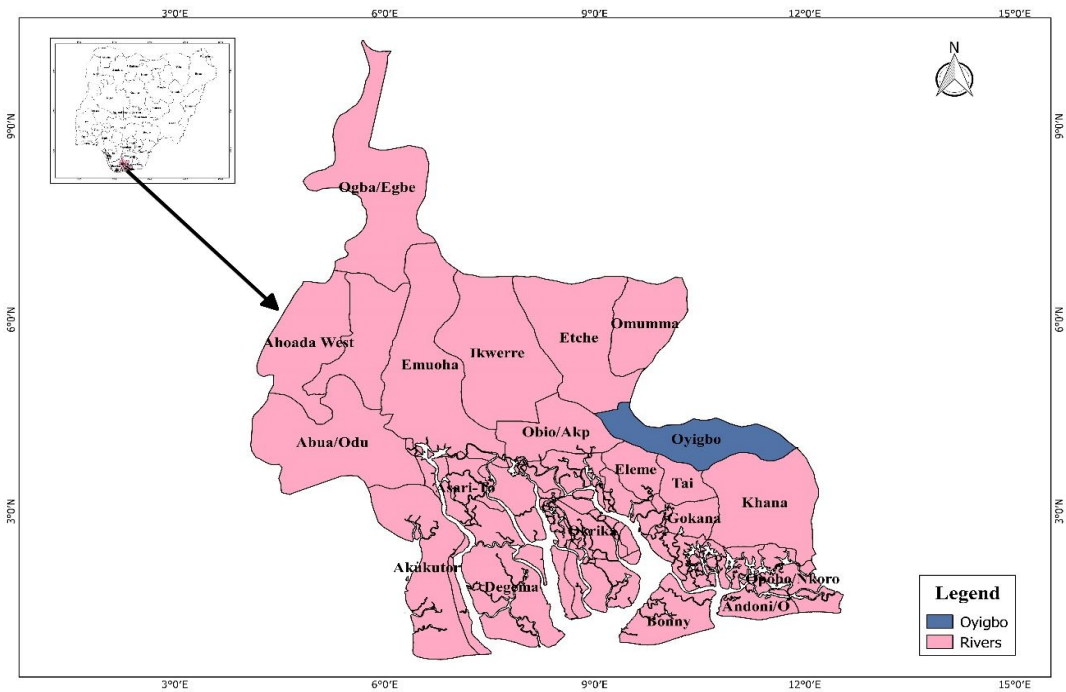 3°0'E 6°0'E 9°0'E 12°0'E 15°0'E
N
9°0'N 9°0'N
Ogba/Egbe
6°0'N 6°0'N
Omumma
Etche
Ahoada West
Ikwerre
Emuoha
Obio/Akp
Oyigbo
Abua/Odu
Eleme
Tai
Asari-To
Khana
3°0'N 3°0'N
Gokana
Okrika
Akukutor
Degema
Opobo/Nkoro
Andoni/O
Bonny
Legend
Oyigbo
Rivers
3°0'E 6°0'E 9°0'E 12°0'E 15°0'E